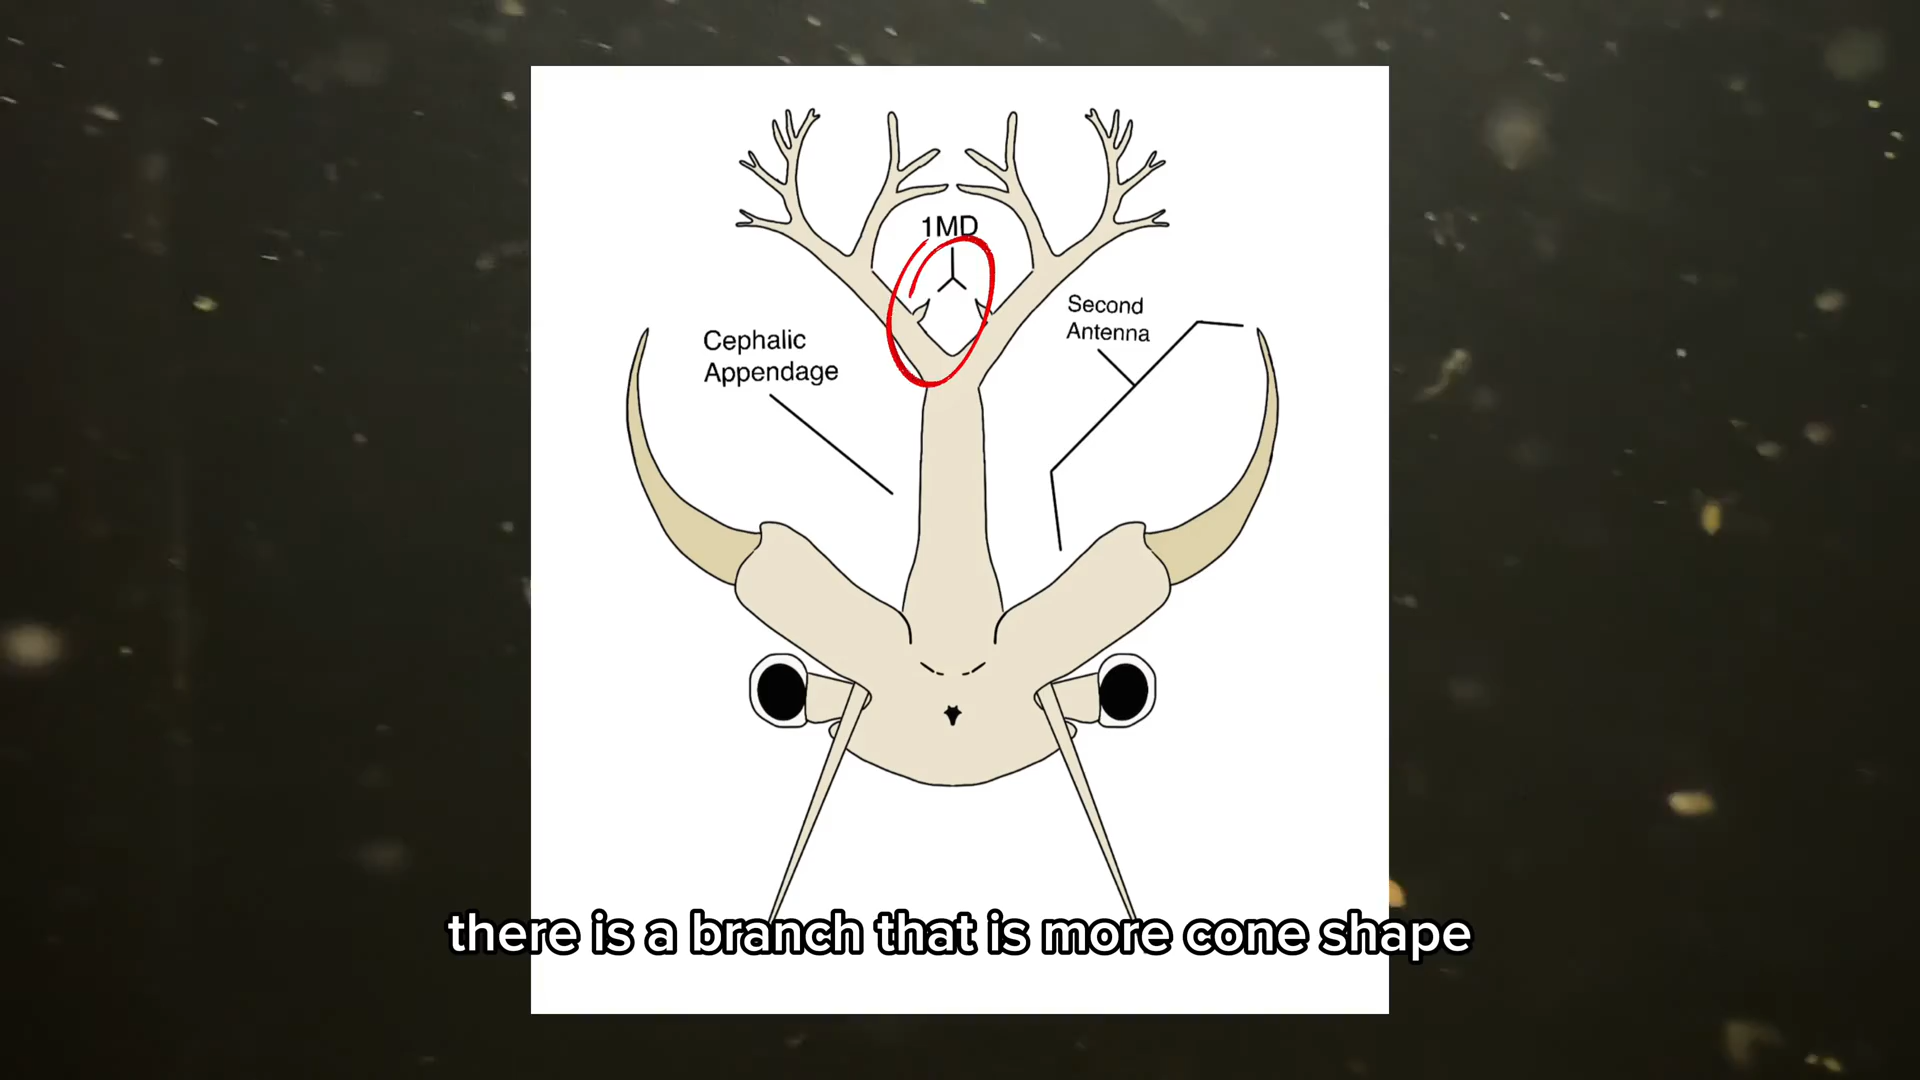 1MD
Second
Antenna
Cephalic
Appendage
there is a branch that is more cone shape